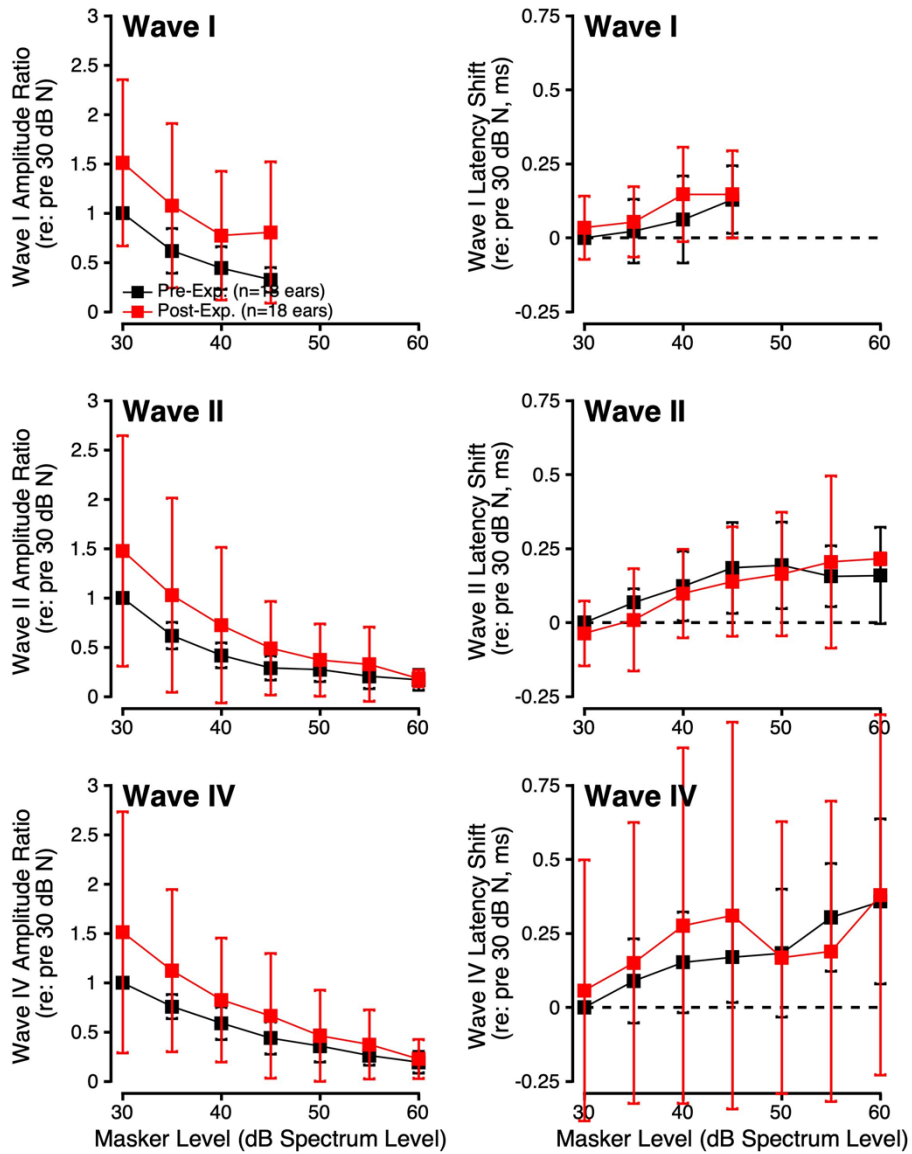 Wave I
Wave I Amplitude Ratio
(re: pre 30 dB N)
3
2.5
2
1.5
1
0.5
0
Pre-Exp. ears)
Post-Exp. (n=18 ears)
30 40 50 60
Wave I
Wave I Latency Shift
(re: pre 30 dB N, ms)
0.75
0.5
0.25
0
-0.25
30 40 50 60
Wave II
Wave II Amplitude Ratio
(re: pre 30 dB N)
3
2.5
2
1.5
1
0.5
0
30 40 50 60
Wave II
Wave II Latency Shift
(re: pre 30 dB N, ms)
0.75
0.5
0.25
0
-0.25
30 40 50 60
Wave IV
Wave IV Amplitude Ratio
(re: pre 30 dB N)
3
2.5
2
1.5
1
0.5
0
30 40 50 60
Masker Level (dB Spectrum Level)
Wave IV
Wave IV Latency Shift
(re: pre 30 dB N, ms)
0.75
0.5
0.25
0
-0.25
30 40 50 60
Masker Level (dB Spectrum Level)